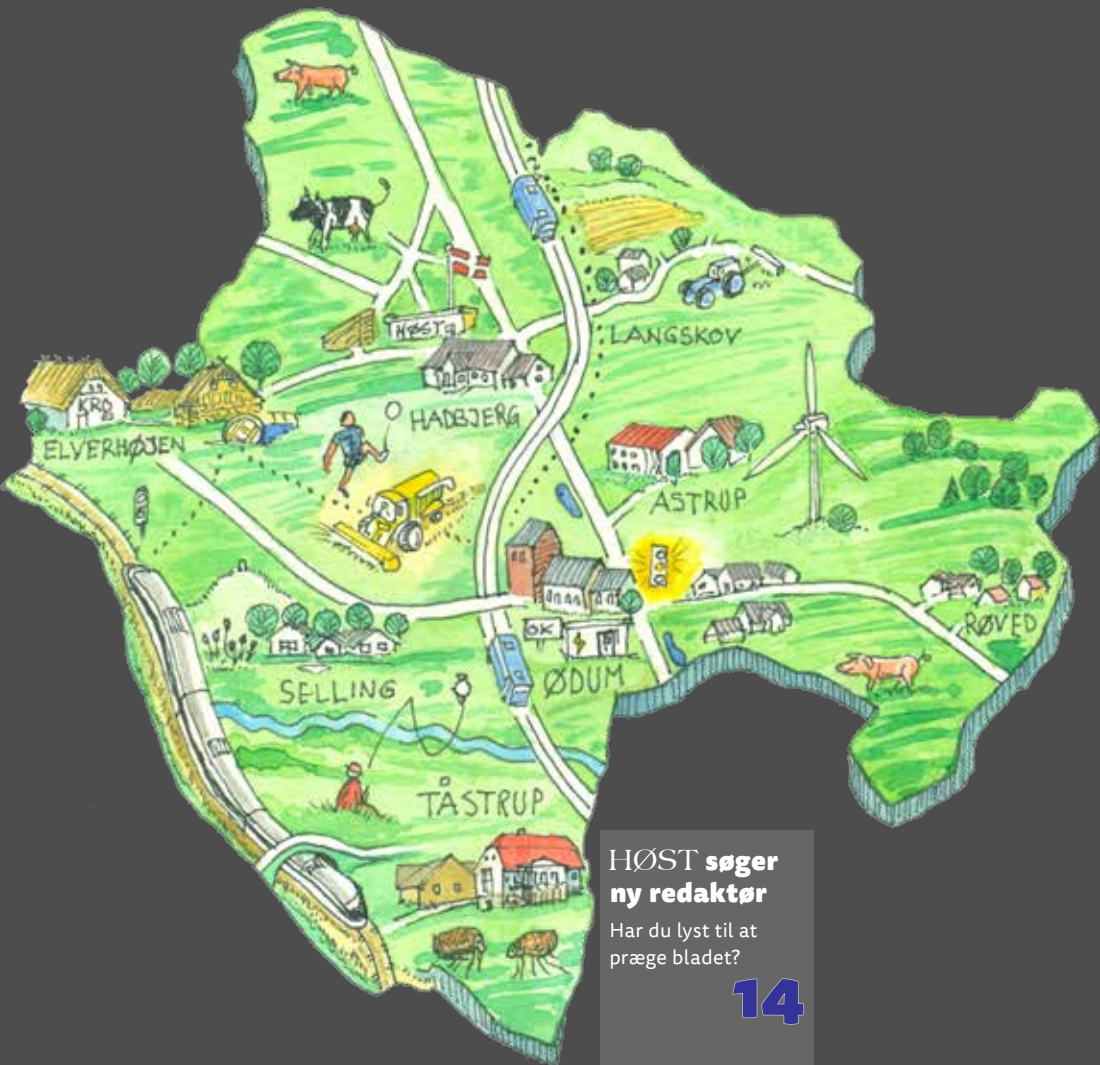 HØST
LANGSKOV
KRO
ELVERHØJEN
HADBJERG
ASTRUP
RØVED
OK
SELLING
ØDUM
TÅSTRUP
HØST søger
ny redaktør
Har du lyst til at
præge bladet?
14